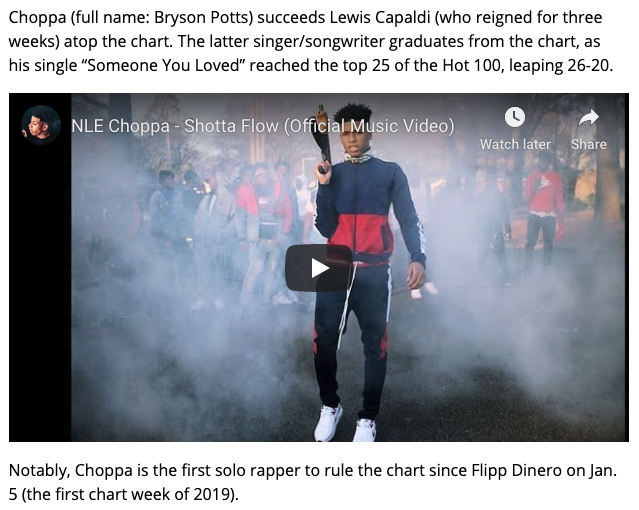 Choppa (full name: Bryson Potts) succeeds Lewis Capaldi (who reigned for three
weeks) atop the chart. The latter singer/songwriter graduates from the chart, as
his single “Someone You Loved” reached the top 25 of the Hot 100, leaping 26-20.
NLE Choppa - Shotta Flow (Official Music Video)
Watch later Share
Notably, Choppa is the first solo rapper to rule the chart since Flipp Dinero on Jan.
5 (the first chart week of 2019).